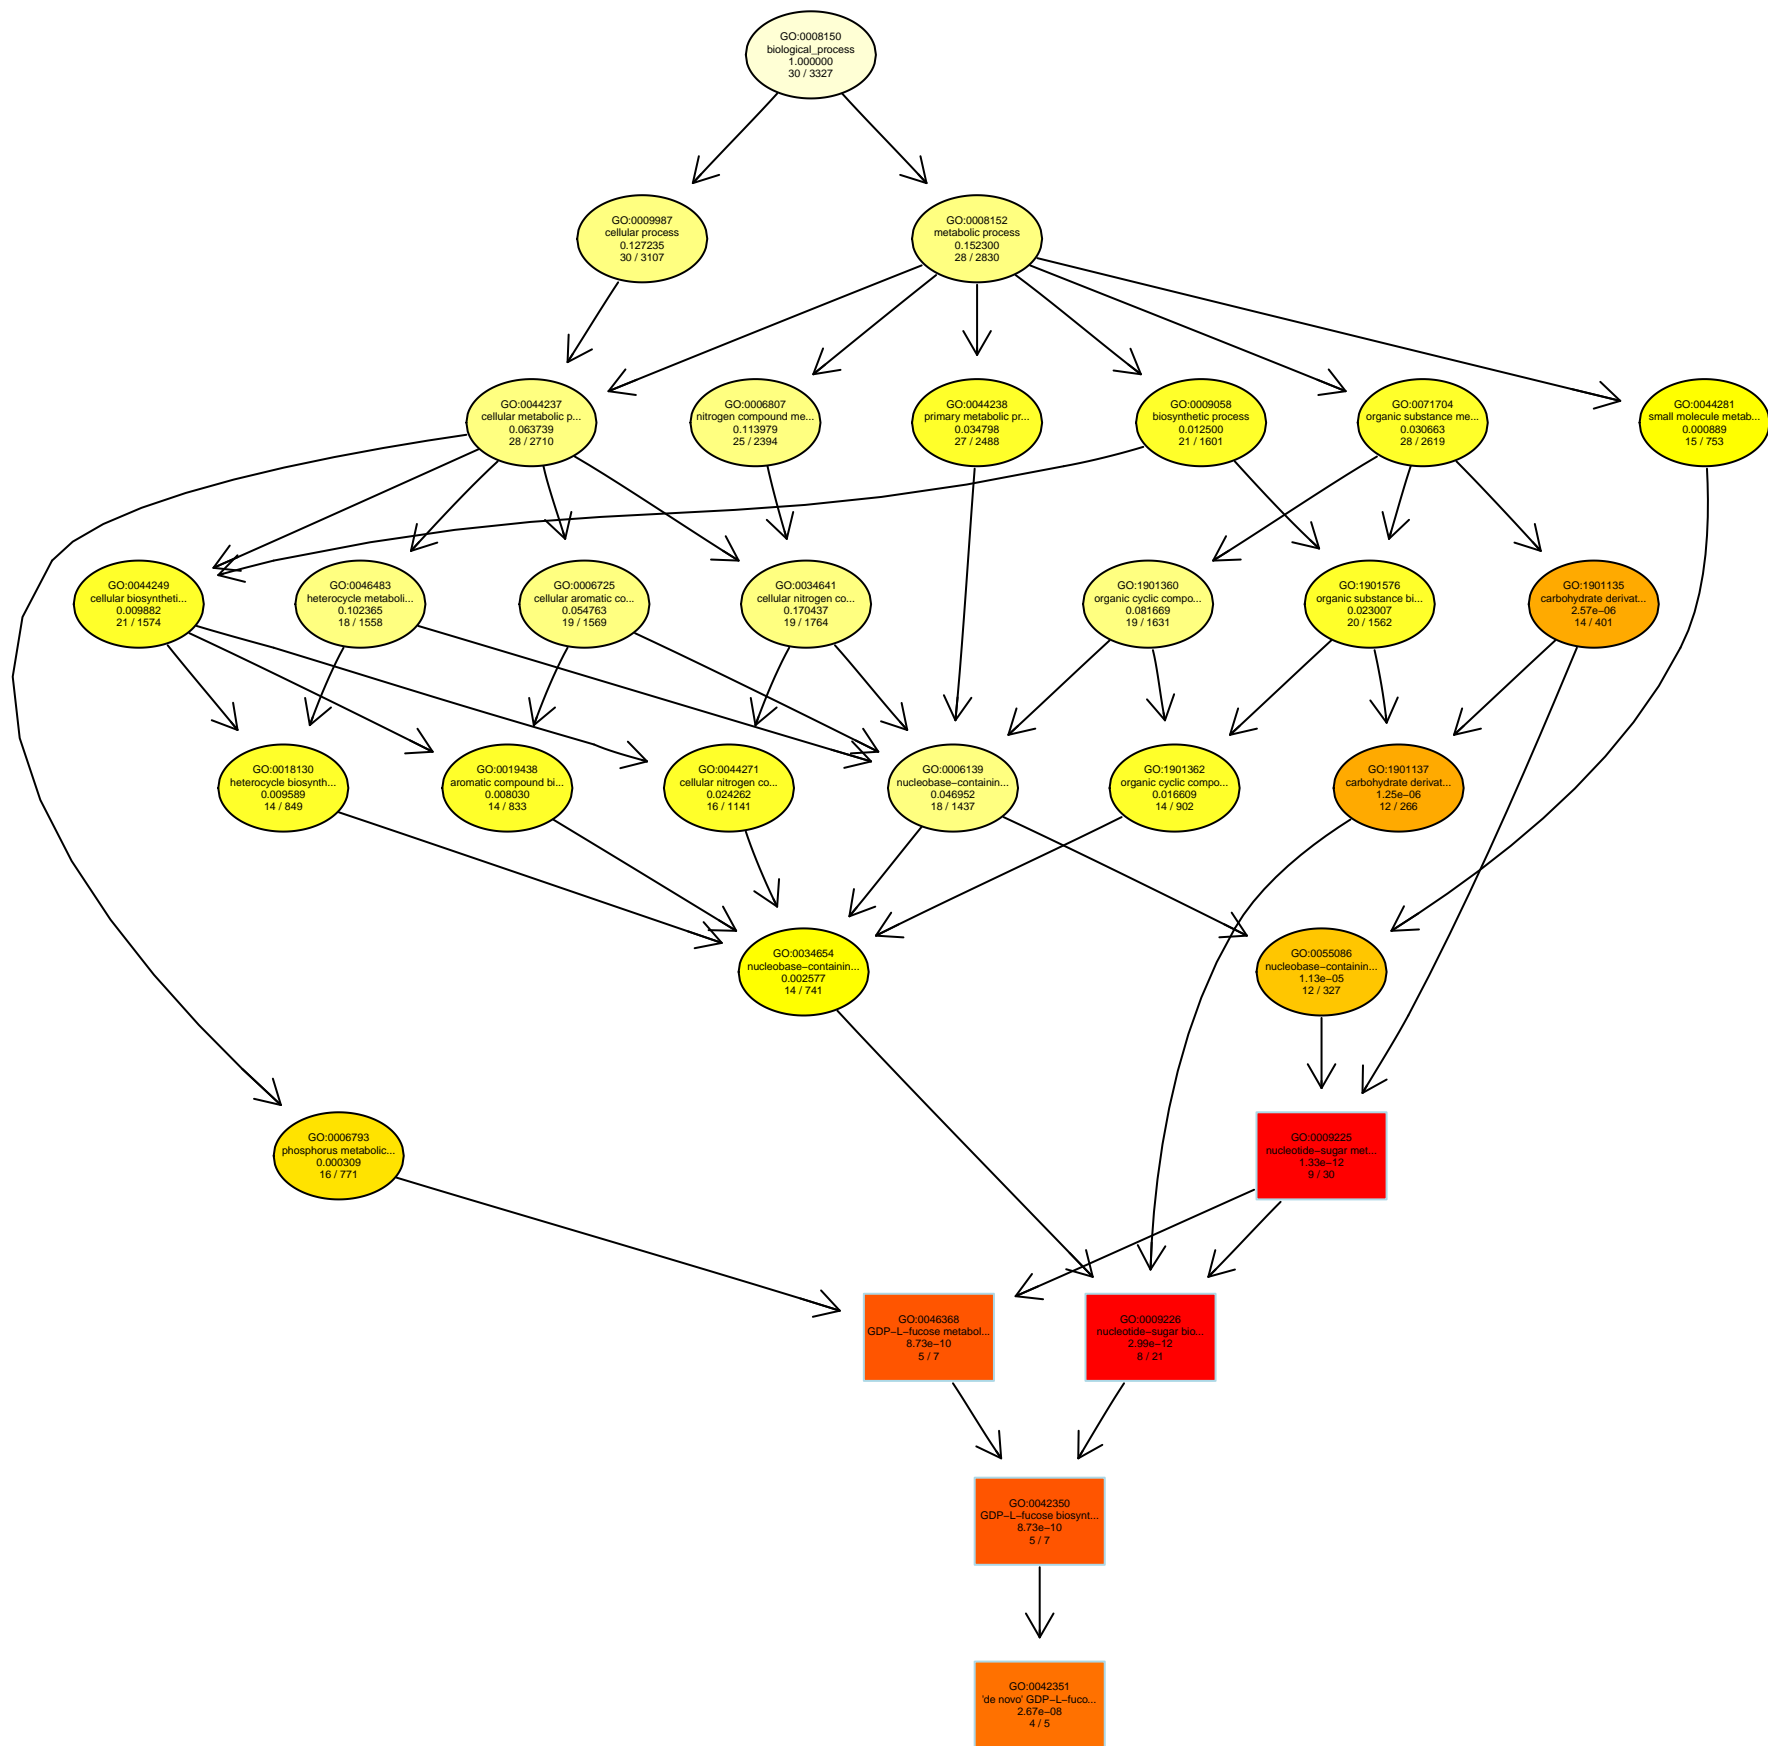 GO:0008150
biological_process
1.000000
30 / 3327
GO:0009987
cellular process
0.127235
30 / 3107
GO:0008152
metabolic process
0.152300
28 / 2830
GO:0044237
cellular metabolic p...
0.063739
28 / 2710
GO:0006807
nitrogen compound me...
0.113979
25 / 2394
GO:0044238
primary metabolic pr...
0.034798
27 / 2488
GO:0009058
biosynthetic process
0.012500
21 / 1601
GO:0071704
organic substance me...
0.030663
28 / 2619
GO:0044281
small molecule metab...
0.000889
15 / 753
GO:0044249
cellular biosyntheti...
0.009882
21 / 1574
GO:0046483
heterocycle metaboli...
0.102365
18 / 1558
GO:0006725
cellular aromatic co...
0.054763
19 / 1569
GO:0034641
cellular nitrogen co...
0.170437
19 / 1764
GO:1901360
organic cyclic compo...
0.081669
19 / 1631
GO:1901576
organic substance bi...
0.023007
20 / 1562
GO:1901135
carbohydrate derivat...
2.57e−06
14 / 401
GO:0018130
heterocycle biosynth...
0.009589
14 / 849
GO:0019438
aromatic compound bi...
0.008030
14 / 833
GO:0044271
cellular nitrogen co...
0.024262
16 / 1141
GO:0006139
nucleobase−containin...
0.046952
18 / 1437
GO:1901362
organic cyclic compo...
0.016609
14 / 902
GO:1901137
carbohydrate derivat...
1.25e−06
12 / 266
GO:0034654
nucleobase−containin...
0.002577
14 / 741
GO:0055086
nucleobase−containin...
1.13e−05
12 / 327
GO:0006793
phosphorus metabolic...
0.000309
16 / 771
GO:0009225
nucleotide−sugar met...
1.33e−12
9 / 30
GO:0046368
GDP−L−fucose metabol...
8.73e−10
5 / 7
GO:0009226
nucleotide−sugar bio...
2.99e−12
8 / 21
GO:0042350
GDP−L−fucose biosynt...
8.73e−10
5 / 7
GO:0042351
'de novo' GDP−L−fuco...
2.67e−08
4 / 5